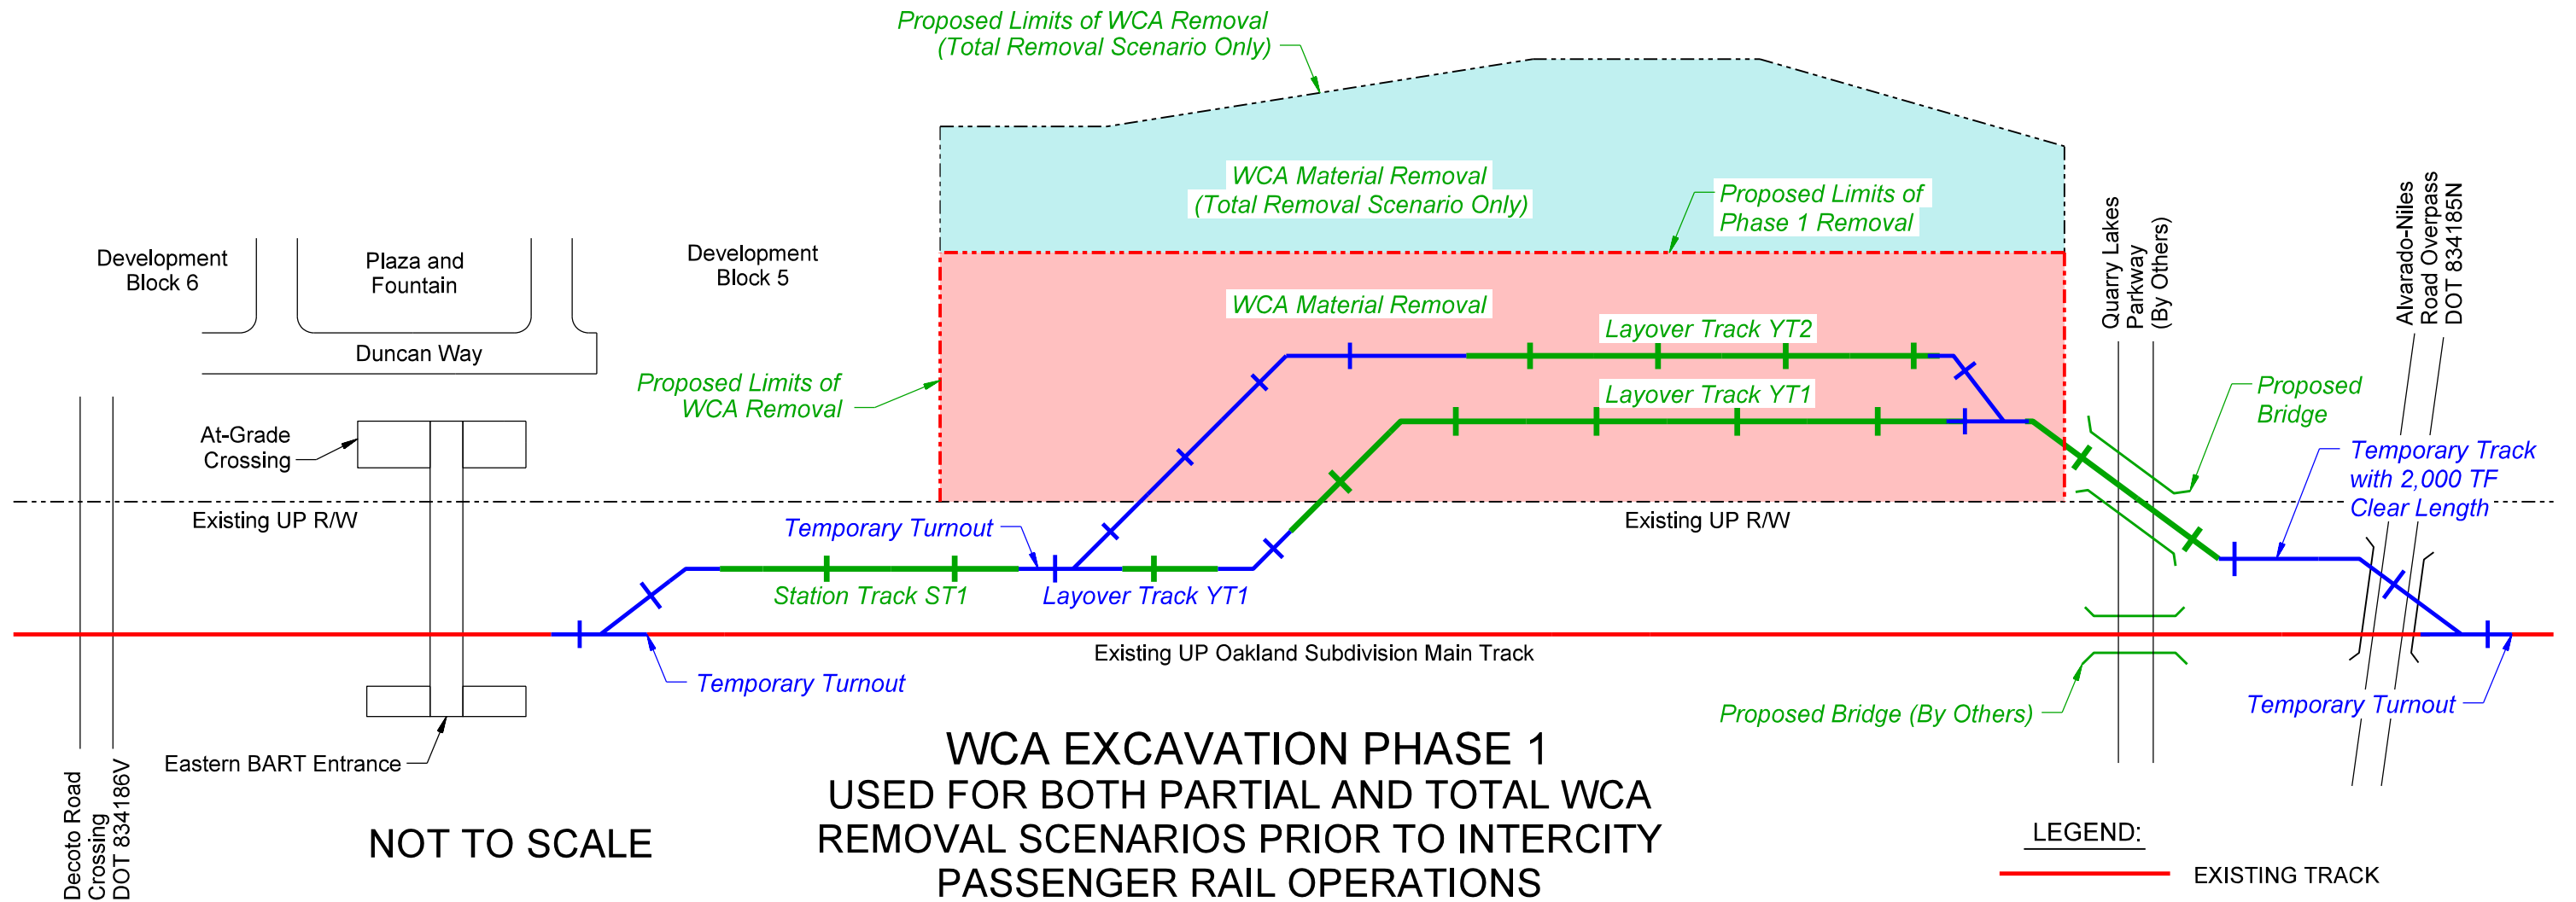 Proposed Limits of WCA Removal
(Total Removal Scenario Only)
WCA Material Removal
(Total Removal Scenario Only)
Proposed Limits of
Phase 1 Removal
Development
Block 6
Plaza and
Fountain
Development
Block 5
Duncan Way
WCA Material Removal
Layover Track YT2
Layover Track YT1
Proposed Limits of
WCA Removal
At-Grade
Crossing
Quarry Lakes
Parkway
(By Others)
Alvarado-Niles
Road Overpass
DOT 834185N
Proposed
Bridge
Temporary Track
with 2,000 TF
Clear Length
Existing UP R/W
Temporary Turnout
Existing UP R/W
Station Track ST1
Layover Track YT1
Existing UP Oakland Subdivision Main Track
Temporary Turnout
Proposed Bridge (By Others)
Temporary Turnout
Eastern BART Entrance
Decoto Road
Crossing
DOT 834186V
NOT TO SCALE
WCA EXCAVATION PHASE 1
USED FOR BOTH PARTIAL AND TOTAL WCA
REMOVAL SCENARIOS PRIOR TO INTERCITY
PASSENGER RAIL OPERATIONS
LEGEND:
EXISTING TRACK